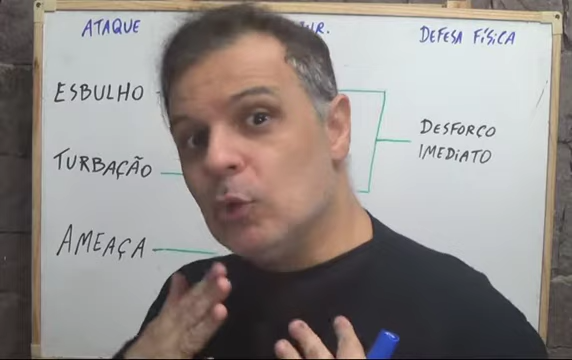 ATAQUE
DEFESA FÍSICA
ESBULHO
DESFORÇO
IMEDIATO
TURBAÇÃO
AMEAÇA